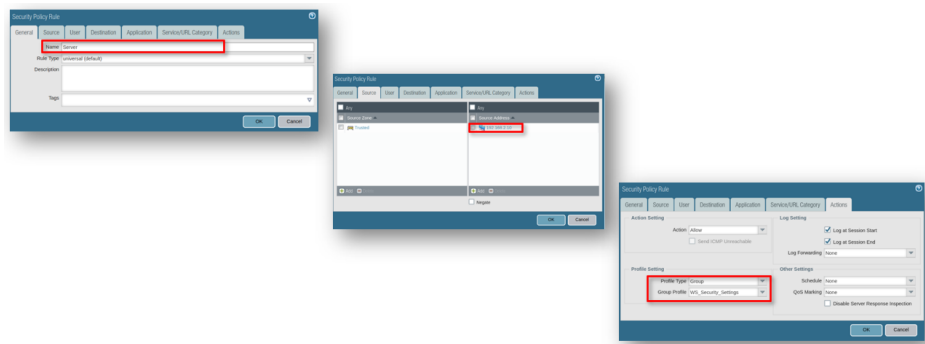 Security Policy Rule
General Source User Destination Application Service/URL Category Actions
Name Server
Rule Type universal (default)
Description
Tags
OK Cancel
Security Policy Rule
General Source User Destination Application Service/URL Category Actions
Any Any
Source Zone Source Address
Trusted
Add
Add
Negate
OK Cancel
Security Policy Rule
General Source User Destination Application Service/URL Category Actions
Action Setting
Action Allow
Send ICMP Unreachable
Log Setting
Log at Session Start
Log at Session End
Log Forwarding None
Profile Setting
Profile Type Group
Group Profile WS_Security_Settings
Other Settings
Schedule None
QoS Marking None
Disable Server Response Inspection
OK Cancel